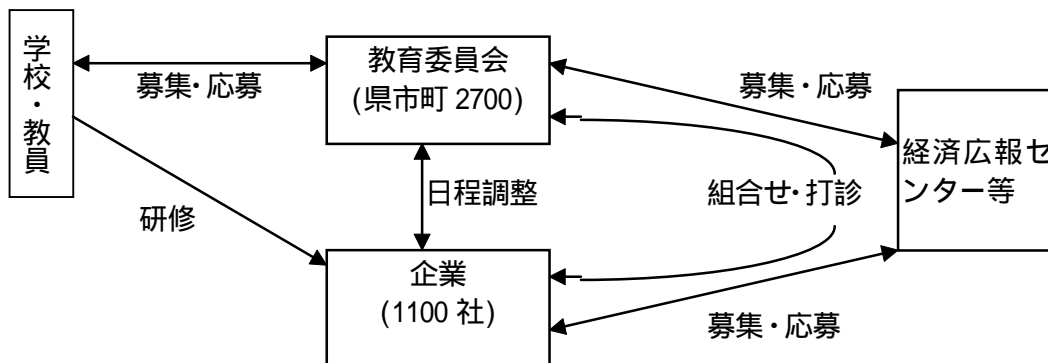 学校・教員
募集・応募
教育委員会
(県市町 2700)
募集・応募
経済広報セ
ンター等
日程調整
組合せ・打診
研修
企業
(1100 社)
募集・応募